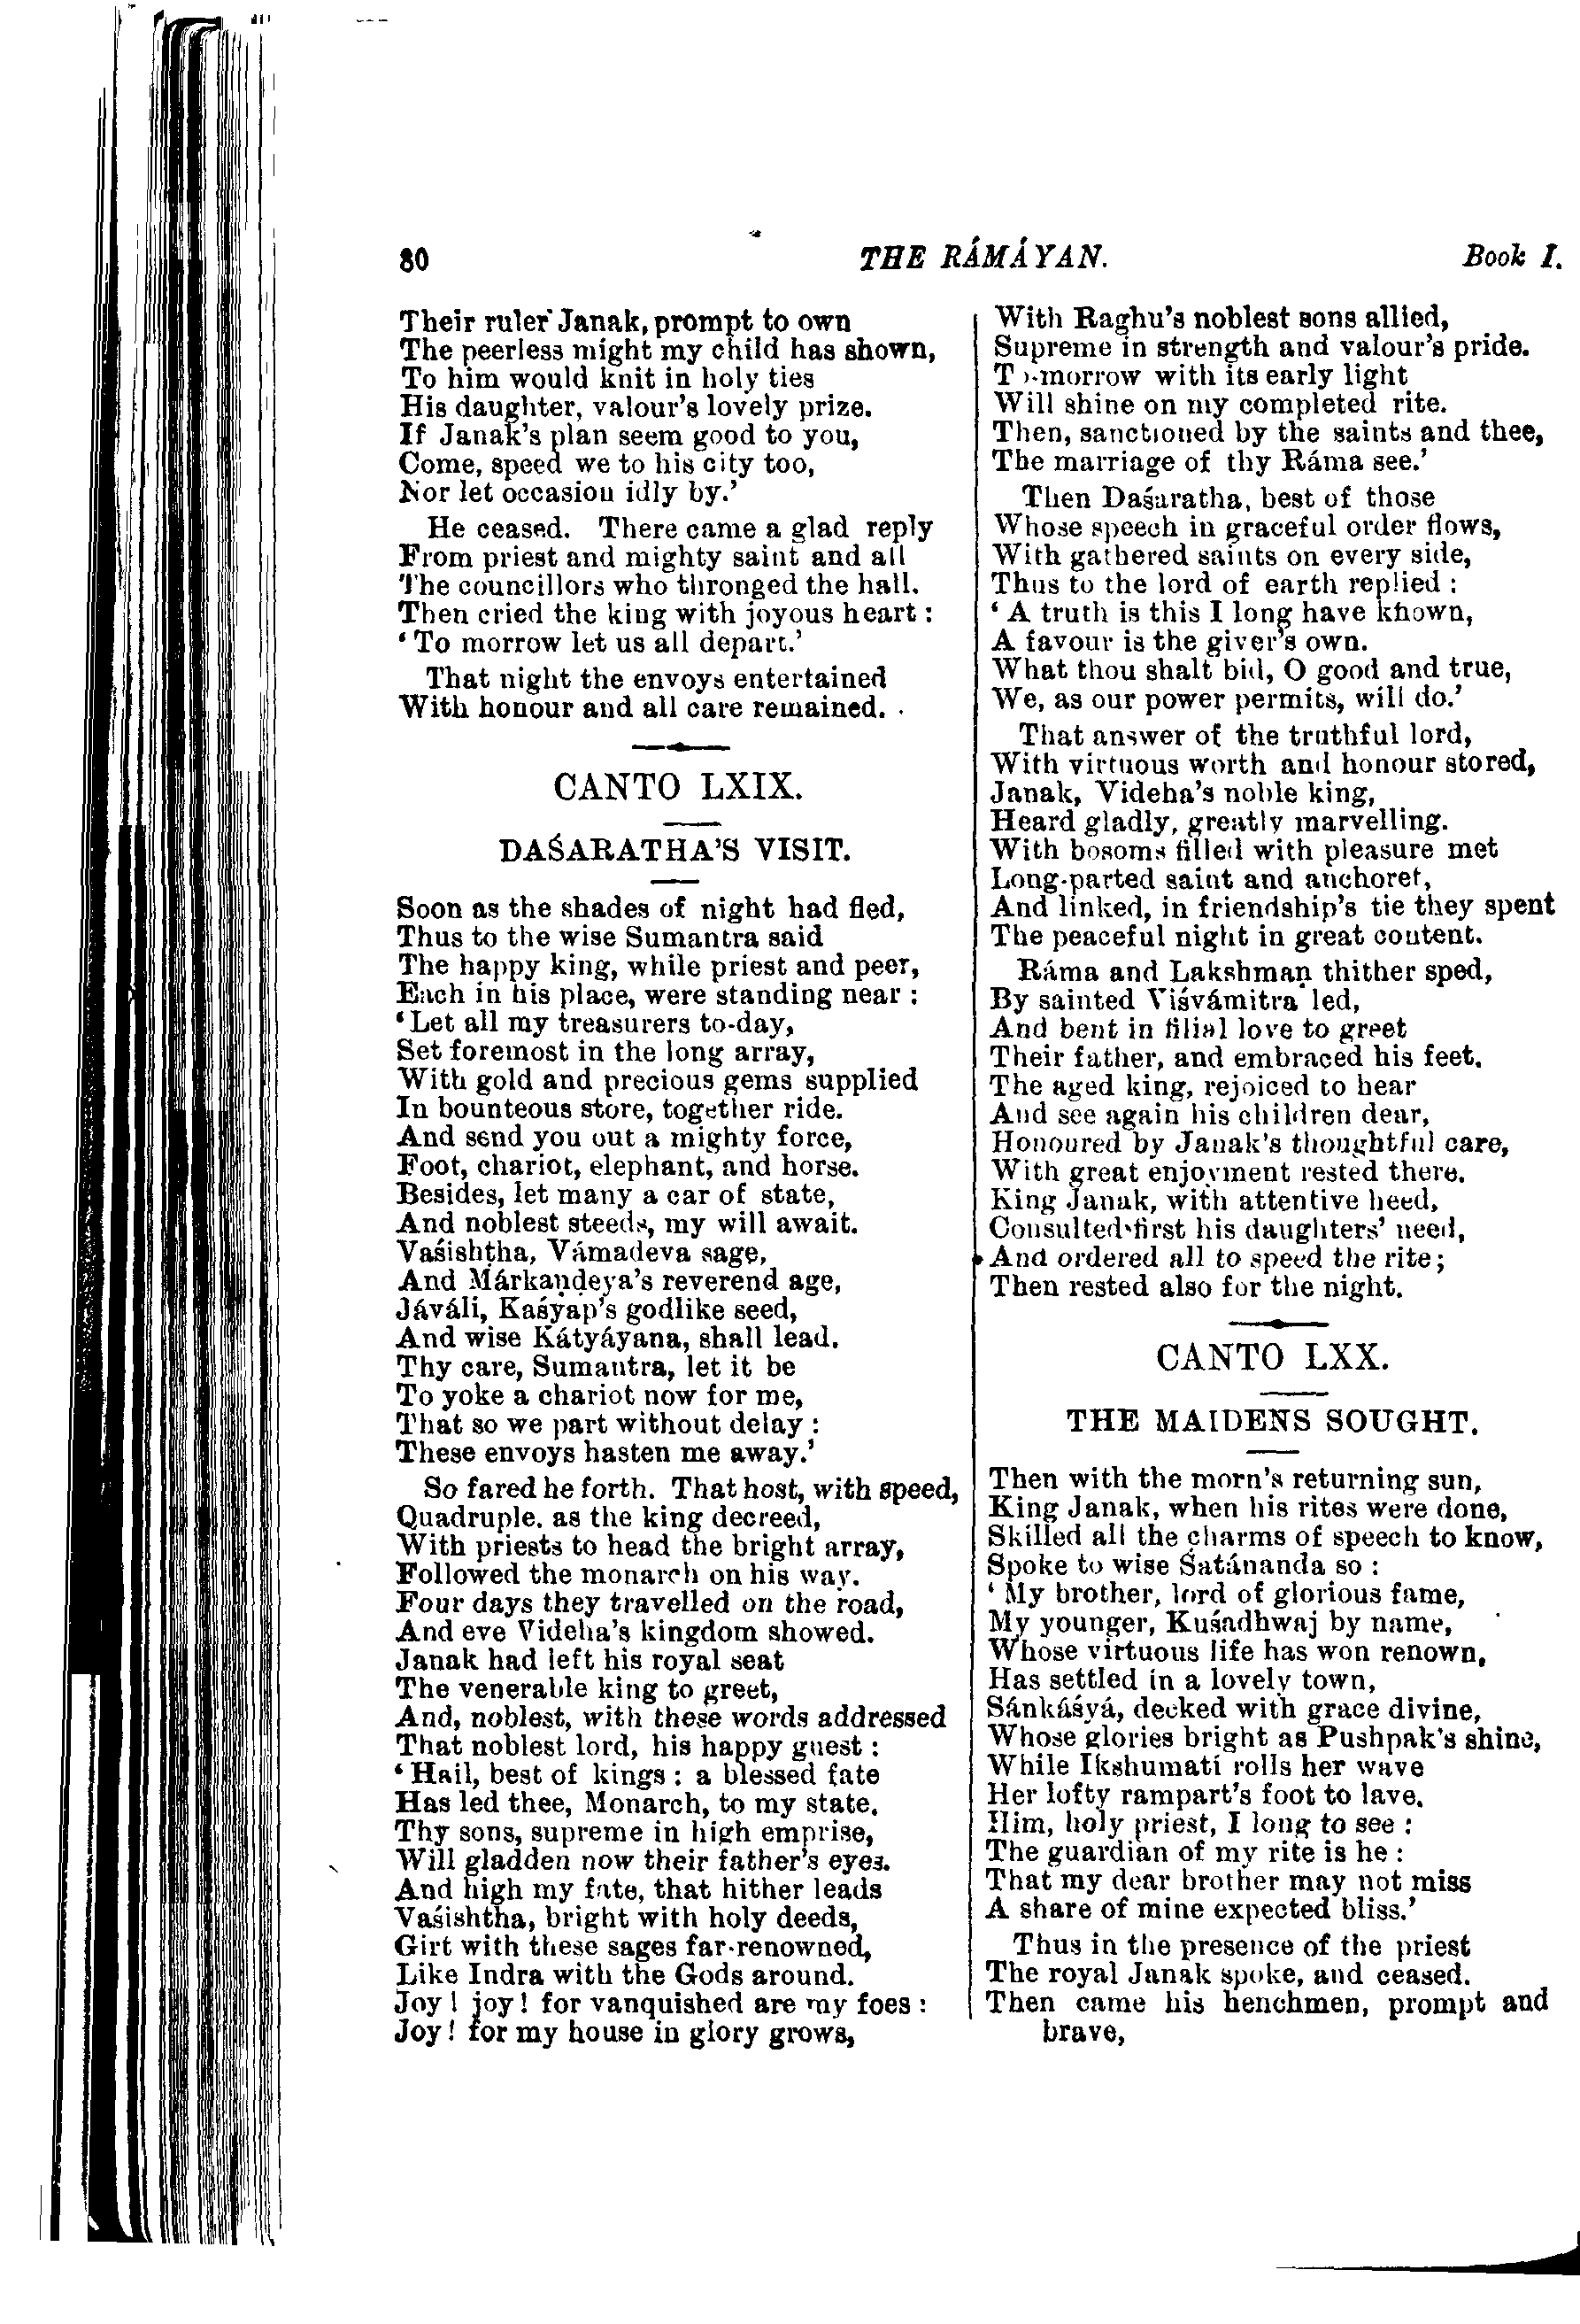 80
THE RÁMÁYAN.
Book I.
Their ruler Janak, prompt to own
The peerless might my child has shown,
To him would knit in holy ties
His daughter, valour's lovely prize.
If Janak's plan seem good to you,
Come, speed we to his city too,
Nor let occasion idly by.'
He ceased. There came a glad reply
From priest and mighty saint and all
The councillors who thronged the hall.
Then cried the king with joyous heart :
‘ To morrow let us all depart.'
That night the envoys entertained
With honour and all care remained.
CANTO LXIX.
DAŚARATHA'S VISIT.
Soon as the shades of night had fled,
Thus to the wise Sumantra said
The happy king, while priest and peer,
Each in his place, were standing near :
‘ Let all my treasurers to-day,
Set foremost in the long array,
With gold and precious gems supplied
In bounteous store, together ride.
And send you out a mighty force,
Foot, chariot, elephant, and horse.
Besides, let many a car of state,
And noblest steeds, my will await.
Vaśishṭha, Vámadeva sage,
And Márkaṇḍeya's reverend age,
Jáváli, Kaśyap's godlike seed,
And wise Kátyáyana, shall lead.
Thy care, Sumantra, let it be
To yoke a chariot now for me,
That so we part without delay :
These envoys hasten me away.'
So fared he forth. That host, with speed,
Quadruple. as the king decreed,
With priests to head the bright array,
Followed the monarch on his way.
Four days they travelled on the road,
And eve Videha's kingdom showed.
Janak had left his royal seat
The venerable king to greet,
And, noblest, with these words addressed
That noblest lord, his happy guest :
‘ Hail, best of kings : a blessed fate
Has led thee, Monarch, to my state.
Thy sons, supreme in high emprise,
Will gladden now their father's eyes.
And high my fate, that hither leads
Vaśishtha, bright with holy deeds,
Girt with these sages far-renowned,
Like Indra with the Gods around.
Joy ! joy ! for vanquished are my foes :
Joy ! for my house in glory grows,
With Raghu's noblest sons allied,
Supreme in strength and valour's pride.
To-morrow with its early light
Will shine on my completed rite.
Then, sanctioned by the saints and thee,
The marriage of thy Ráma see.'
Then Daśaratha, best of those
Whose speech in graceful order flows,
With gathered saints on every side,
Thus to the lord of earth replied :
‘ A truth is this I long have known,
A favour is the giver's own.
What thou shalt bid, O good and true,
We, as our power permits, will do.'
That answer of the truthful lord,
With virtuous worth and honour stored,
Janak, Videha's noble king,
Heard gladly, greatly marvelling.
With bosoms filled with pleasure met
Long-parted saint and anchoret,
And linked, in friendship's tie they spent
The peaceful night in great content.
Ráma and Lakshmaṇ thither sped,
By sainted Viśvámitra led,
And bent in filial love to greet
Their father, and embraced his feet.
The aged king, rejoiced to hear
And see again his children dear,
Honoured by Janak's thoughtful care,
With great enjoyment rested there.
King Janak, with attentive heed,
Consulted first his daughters' need,
And ordered all to speed the rite ;
Then rested also for the night.
CANTO LXX.
THE MAIDENS SOUGHT.
Then with the morn's returning sun,
King Janak, when his rites were done,
Skilled all the charms of speech to know,
Spoke to wise Śatánanda so :
‘ My brother, lord of glorious fame,
My younger, Kuśadhwaj by name,
Whose virtuous life has won renown,
Has settled in a lovely town,
Sánkáśyá, decked with grace divine,
Whose glories bright as Pushpak's shine,
While Ikshumatí rolls her wave
Her lofty rampart's foot to lave.
Him, holy priest, I long to see :
The guardian of my rite is he :
That my dear brother may not miss
A share of mine expected bliss.'
Thus in the presence of the priest
The royal Janak spoke, and ceased.
Then came his henchmen, prompt and
brave,